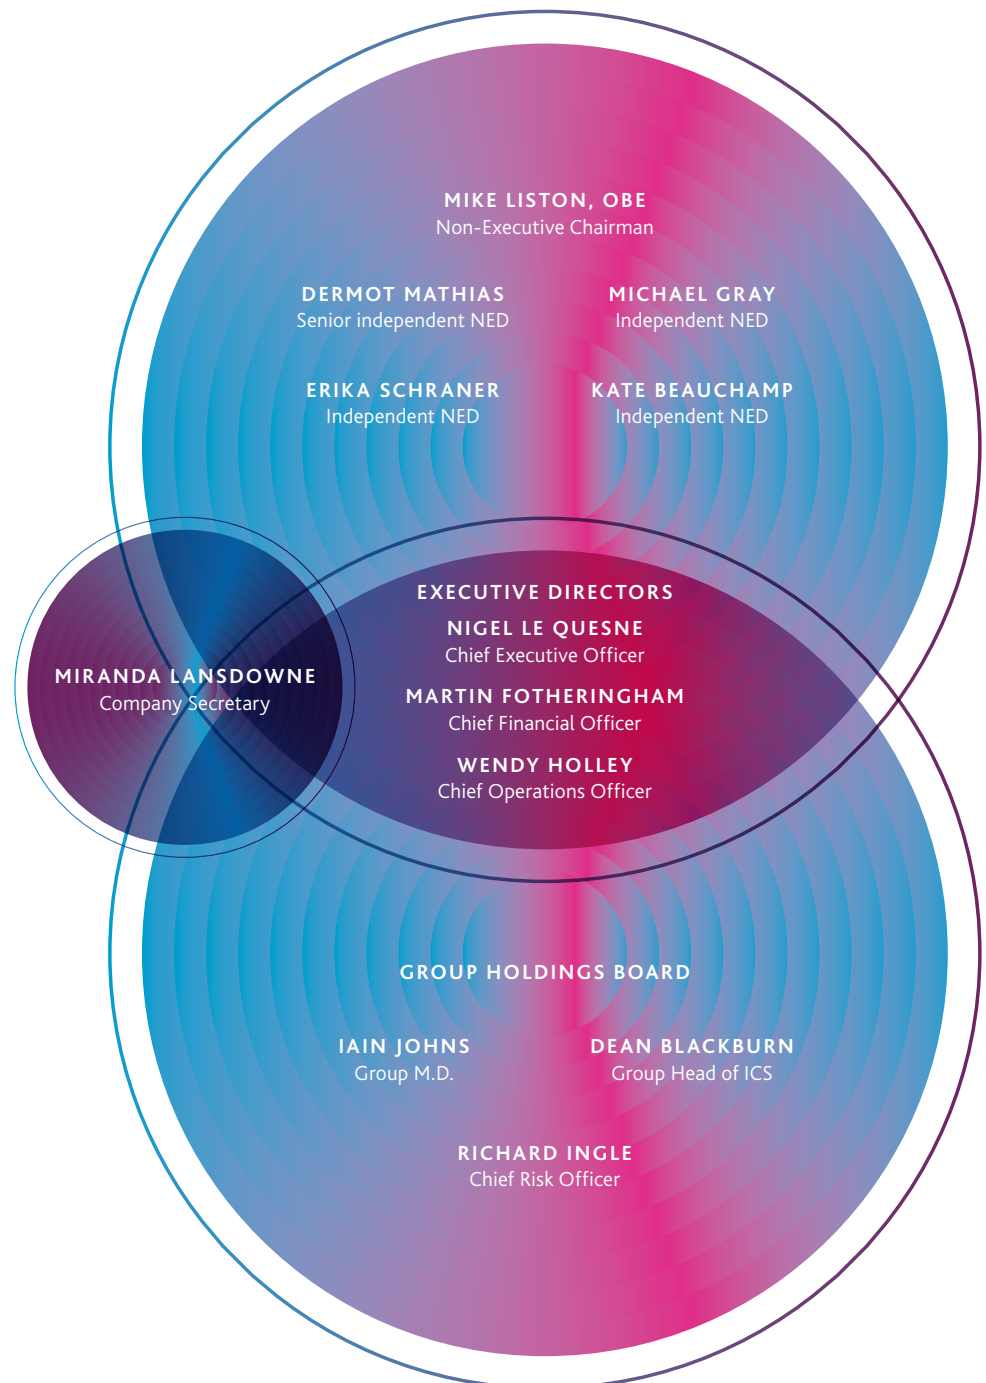 MIKE LISTON, OBE
Non-Executive Chairman
DERMOT MATHIAS
Senior independent NED
MICHAEL GRAY
Independent NED
ERIKA SCHRANER
Independent NED
KATE BEAUCHAMP
Independent NED
EXECUTIVE DIRECTORS
NIGEL LE QUESNE
Chief Executive Officer
MARTIN FOTHERINGHAM
Chief Financial Officer
WENDY HOLLEY
Chief Operations Officer
MIRANDA LANSDOWNE
Company Secretary
GROUP HOLDINGS BOARD
IAIN JOHNS
Group M.D.
DEAN BLACKBURN
Group Head of ICS
RICHARD INGLE
Chief Risk Officer